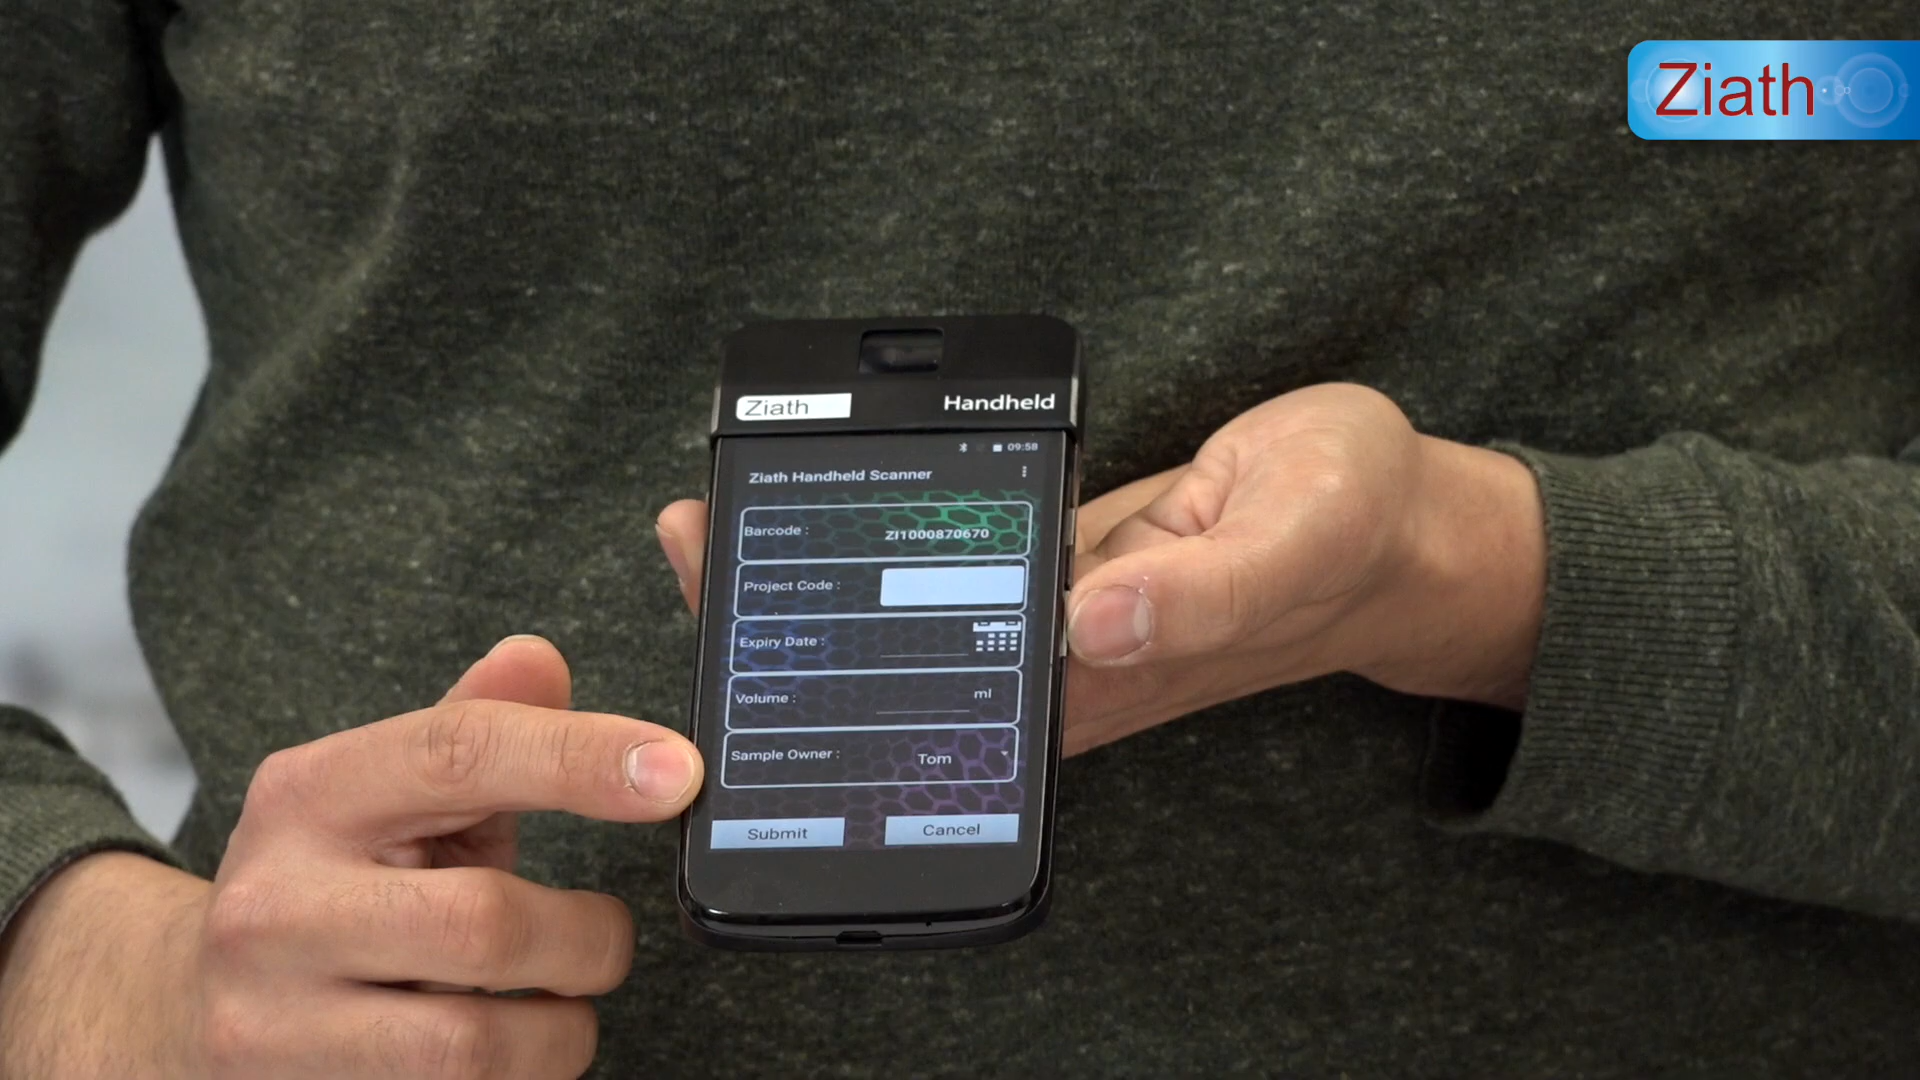 Ziath
Ziath Handheld
09:58
Ziath Handheld Scanner
Barcode : ZI1000870670
Project Code :
Expiry Date :
Volume : ml
Sample Owner : Tom
Submit Cancel